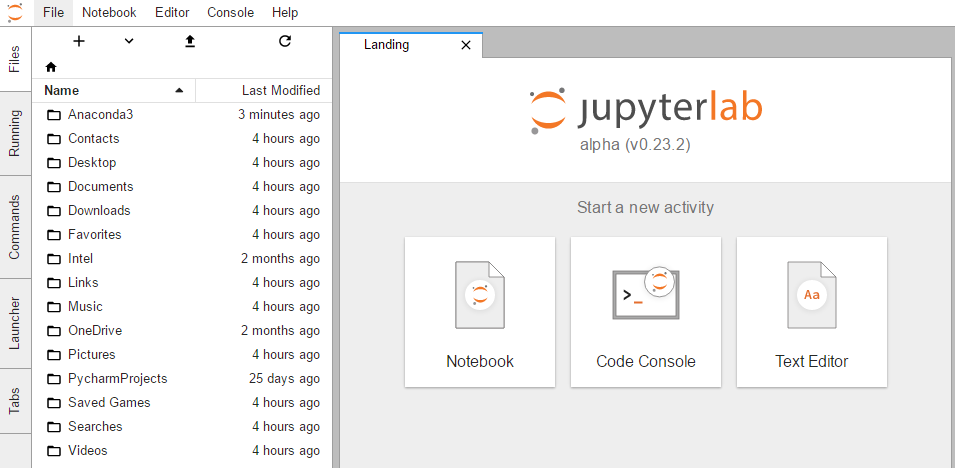 File Notebook Editor Console Help
Files
Running
Commands
Launcher
Tabs
Name Last Modified
Anaconda3 3 minutes ago
Contacts 4 hours ago
Desktop 4 hours ago
Documents 4 hours ago
Downloads 4 hours ago
Favorites 4 hours ago
Intel 2 months ago
Links 4 hours ago
Music 4 hours ago
OneDrive 2 months ago
Pictures 4 hours ago
PycharmProjects 25 days ago
Saved Games 4 hours ago
Searches 4 hours ago
Videos 4 hours ago
Landing
jupyterlab
alpha (v0.23.2)
Start a new activity
Notebook
>_
Code Console
Aa
Text Editor